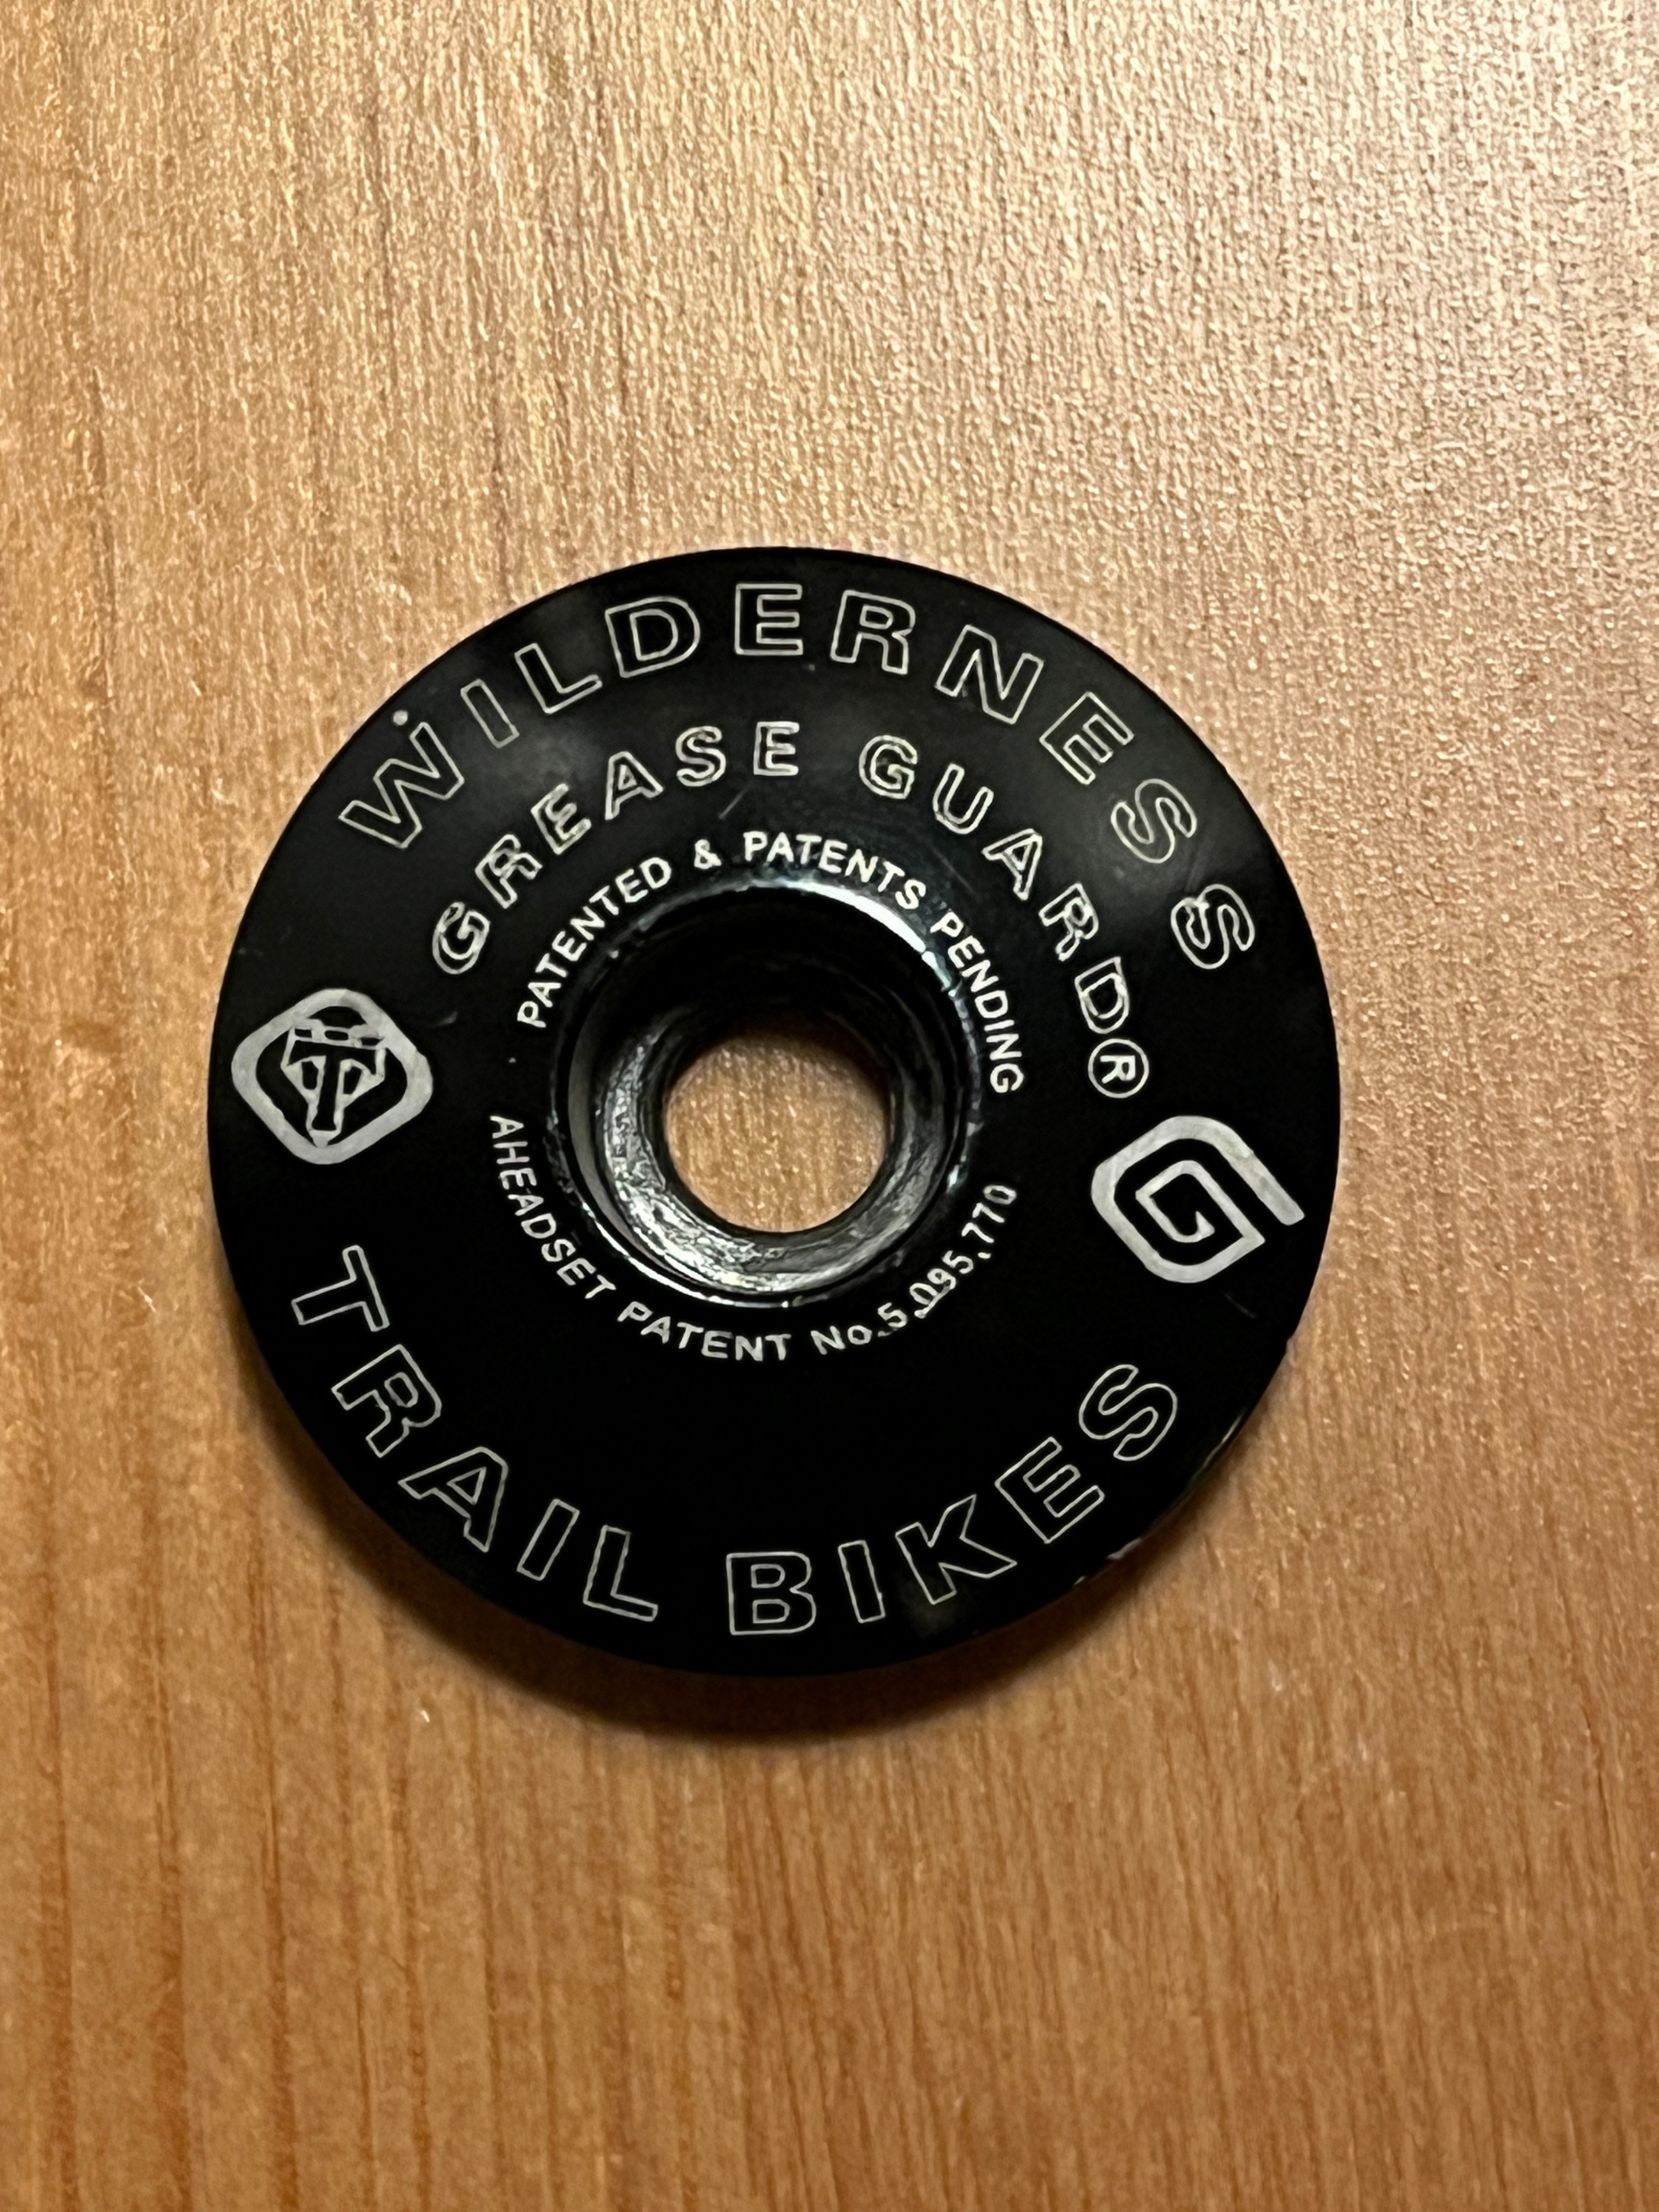 WILDERNESS
GREASE GUARD®
PATENTED & PATENTS PENDING
AHEADSET PATENT No.5,095,770
G
TRAIL BIKES